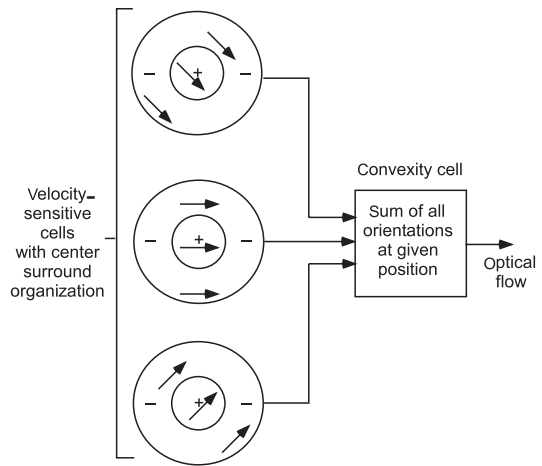 Velocity–
sensitive
cells
with center
surround
organization
– + –
– + –
– + –
Convexity cell
Sum of all
orientations
at given
position
Optical
flow